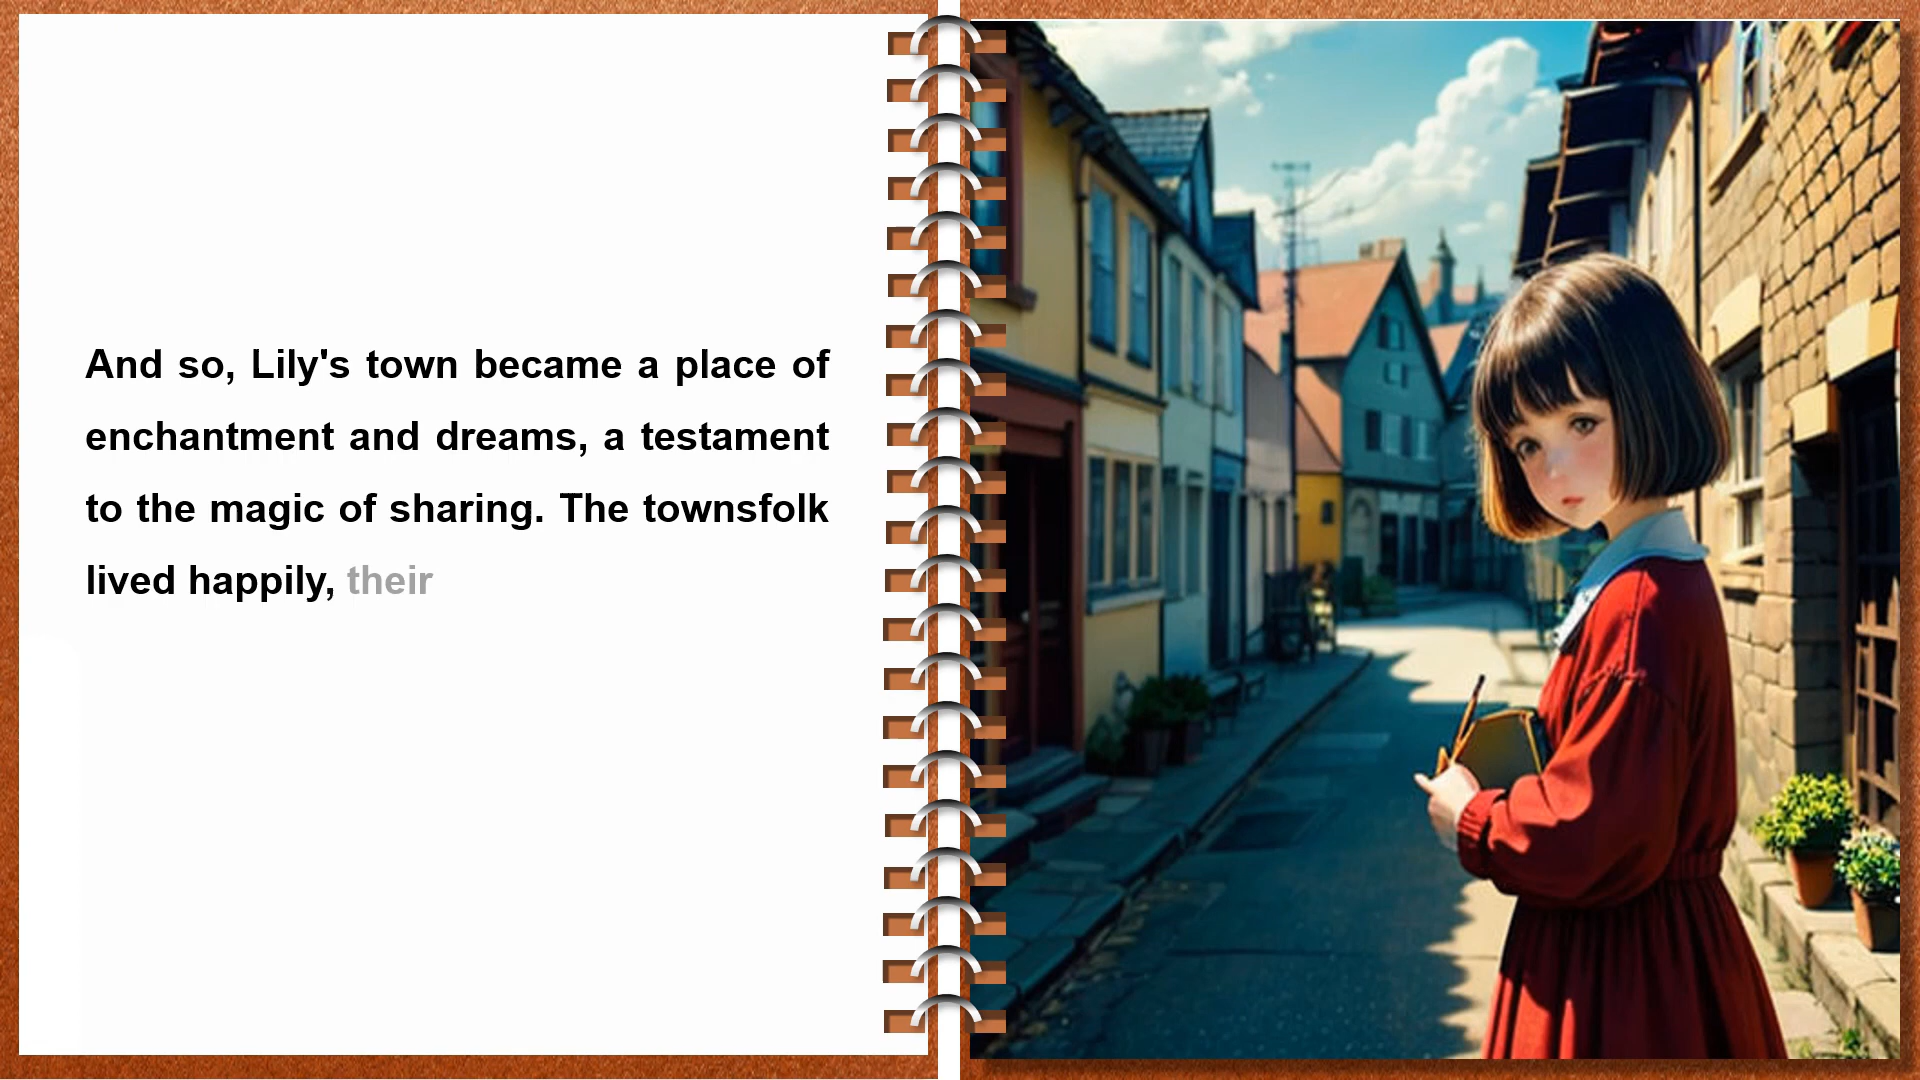 And so, Lily's town became a place of
enchantment and dreams, a testament
to the magic of sharing. The townsfolk
lived happily, their